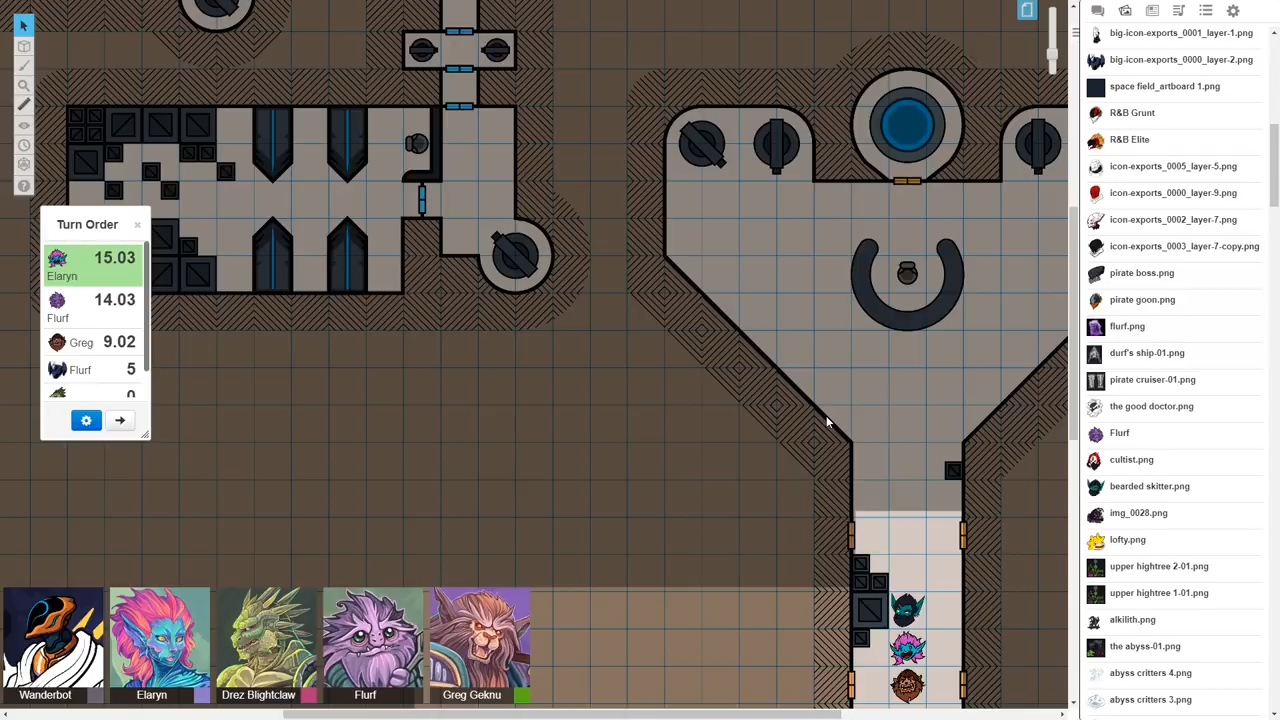 Turn Order ×
15.03
Elaryn
14.03
Flurf
Greg 9.02
Flurf 5
0
Wanderbot
Elaryn
Drez Blightclaw
Flurf
Greg Geknu
big-icon-exports_0001_layer-1.png
big-icon-exports_0000_layer-2.png
space field_artboard 1.png
R&B Grunt
R&B Elite
icon-exports_0005_layer-5.png
icon-exports_0000_layer-9.png
icon-exports_0002_layer-7.png
icon-exports_0003_layer-7-copy.png
pirate boss.png
pirate goon.png
flurf.png
durf's ship-01.png
pirate cruiser-01.png
the good doctor.png
Flurf
cultist.png
bearded skitter.png
img_0028.png
lofty.png
upper hightree 2-01.png
upper hightree 1-01.png
alkilith.png
the abyss-01.png
abyss critters 4.png
abyss critters 3.png